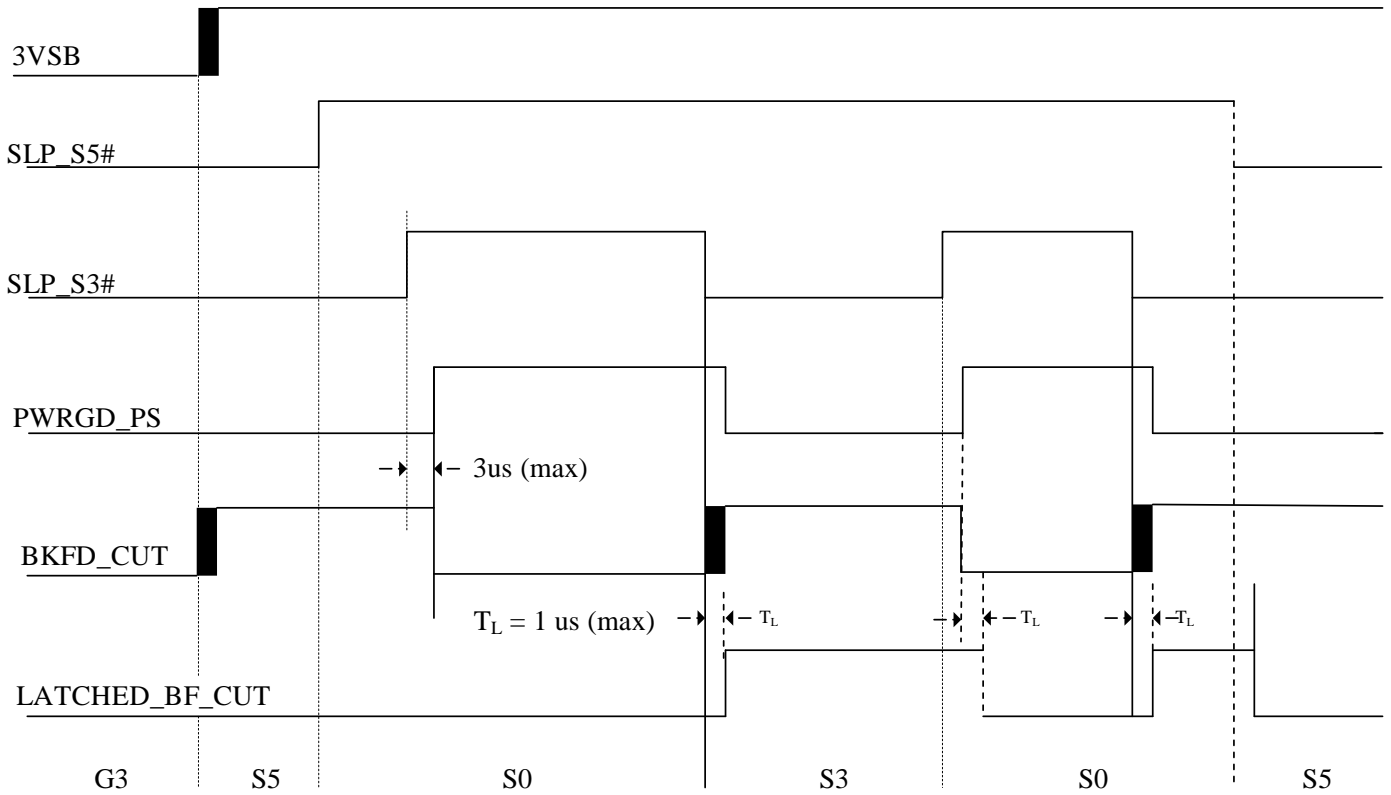 3VSB
SLP_S5#
SLP_S3#
PWRGD_PS
3us (max)
BKFD_CUT
T_L = 1 us (max)
T_L
T_L
T_L
LATCHED_BF_CUT
G3 S5 S0 S3 S0 S5